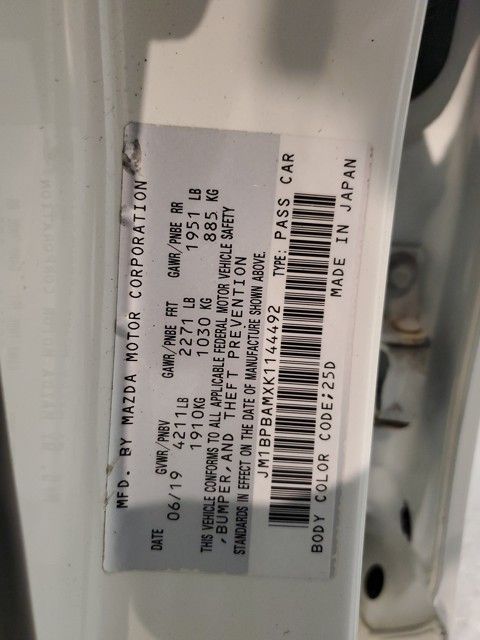 MFD. BY MAZDA MOTOR CORPORATION
DATE GVWR/PNBV GAWR/PNBE FRT GAWR/PNBE RR
06/19 4211LB 2271 LB 1951 LB
1910KG 1030 KG 885 KG
THIS VEHICLE CONFORMS TO ALL APPLICABLE FEDERAL MOTOR VEHICLE SAFETY
,BUMPER, AND THEFT PREVENTION
STANDARDS IN EFFECT ON THE DATE OF MANUFACTURE SHOWN ABOVE.
JM1BPBAMXK1144492 TYPE: PASS CAR
BODY COLOR CODE;25D MADE IN JAPAN